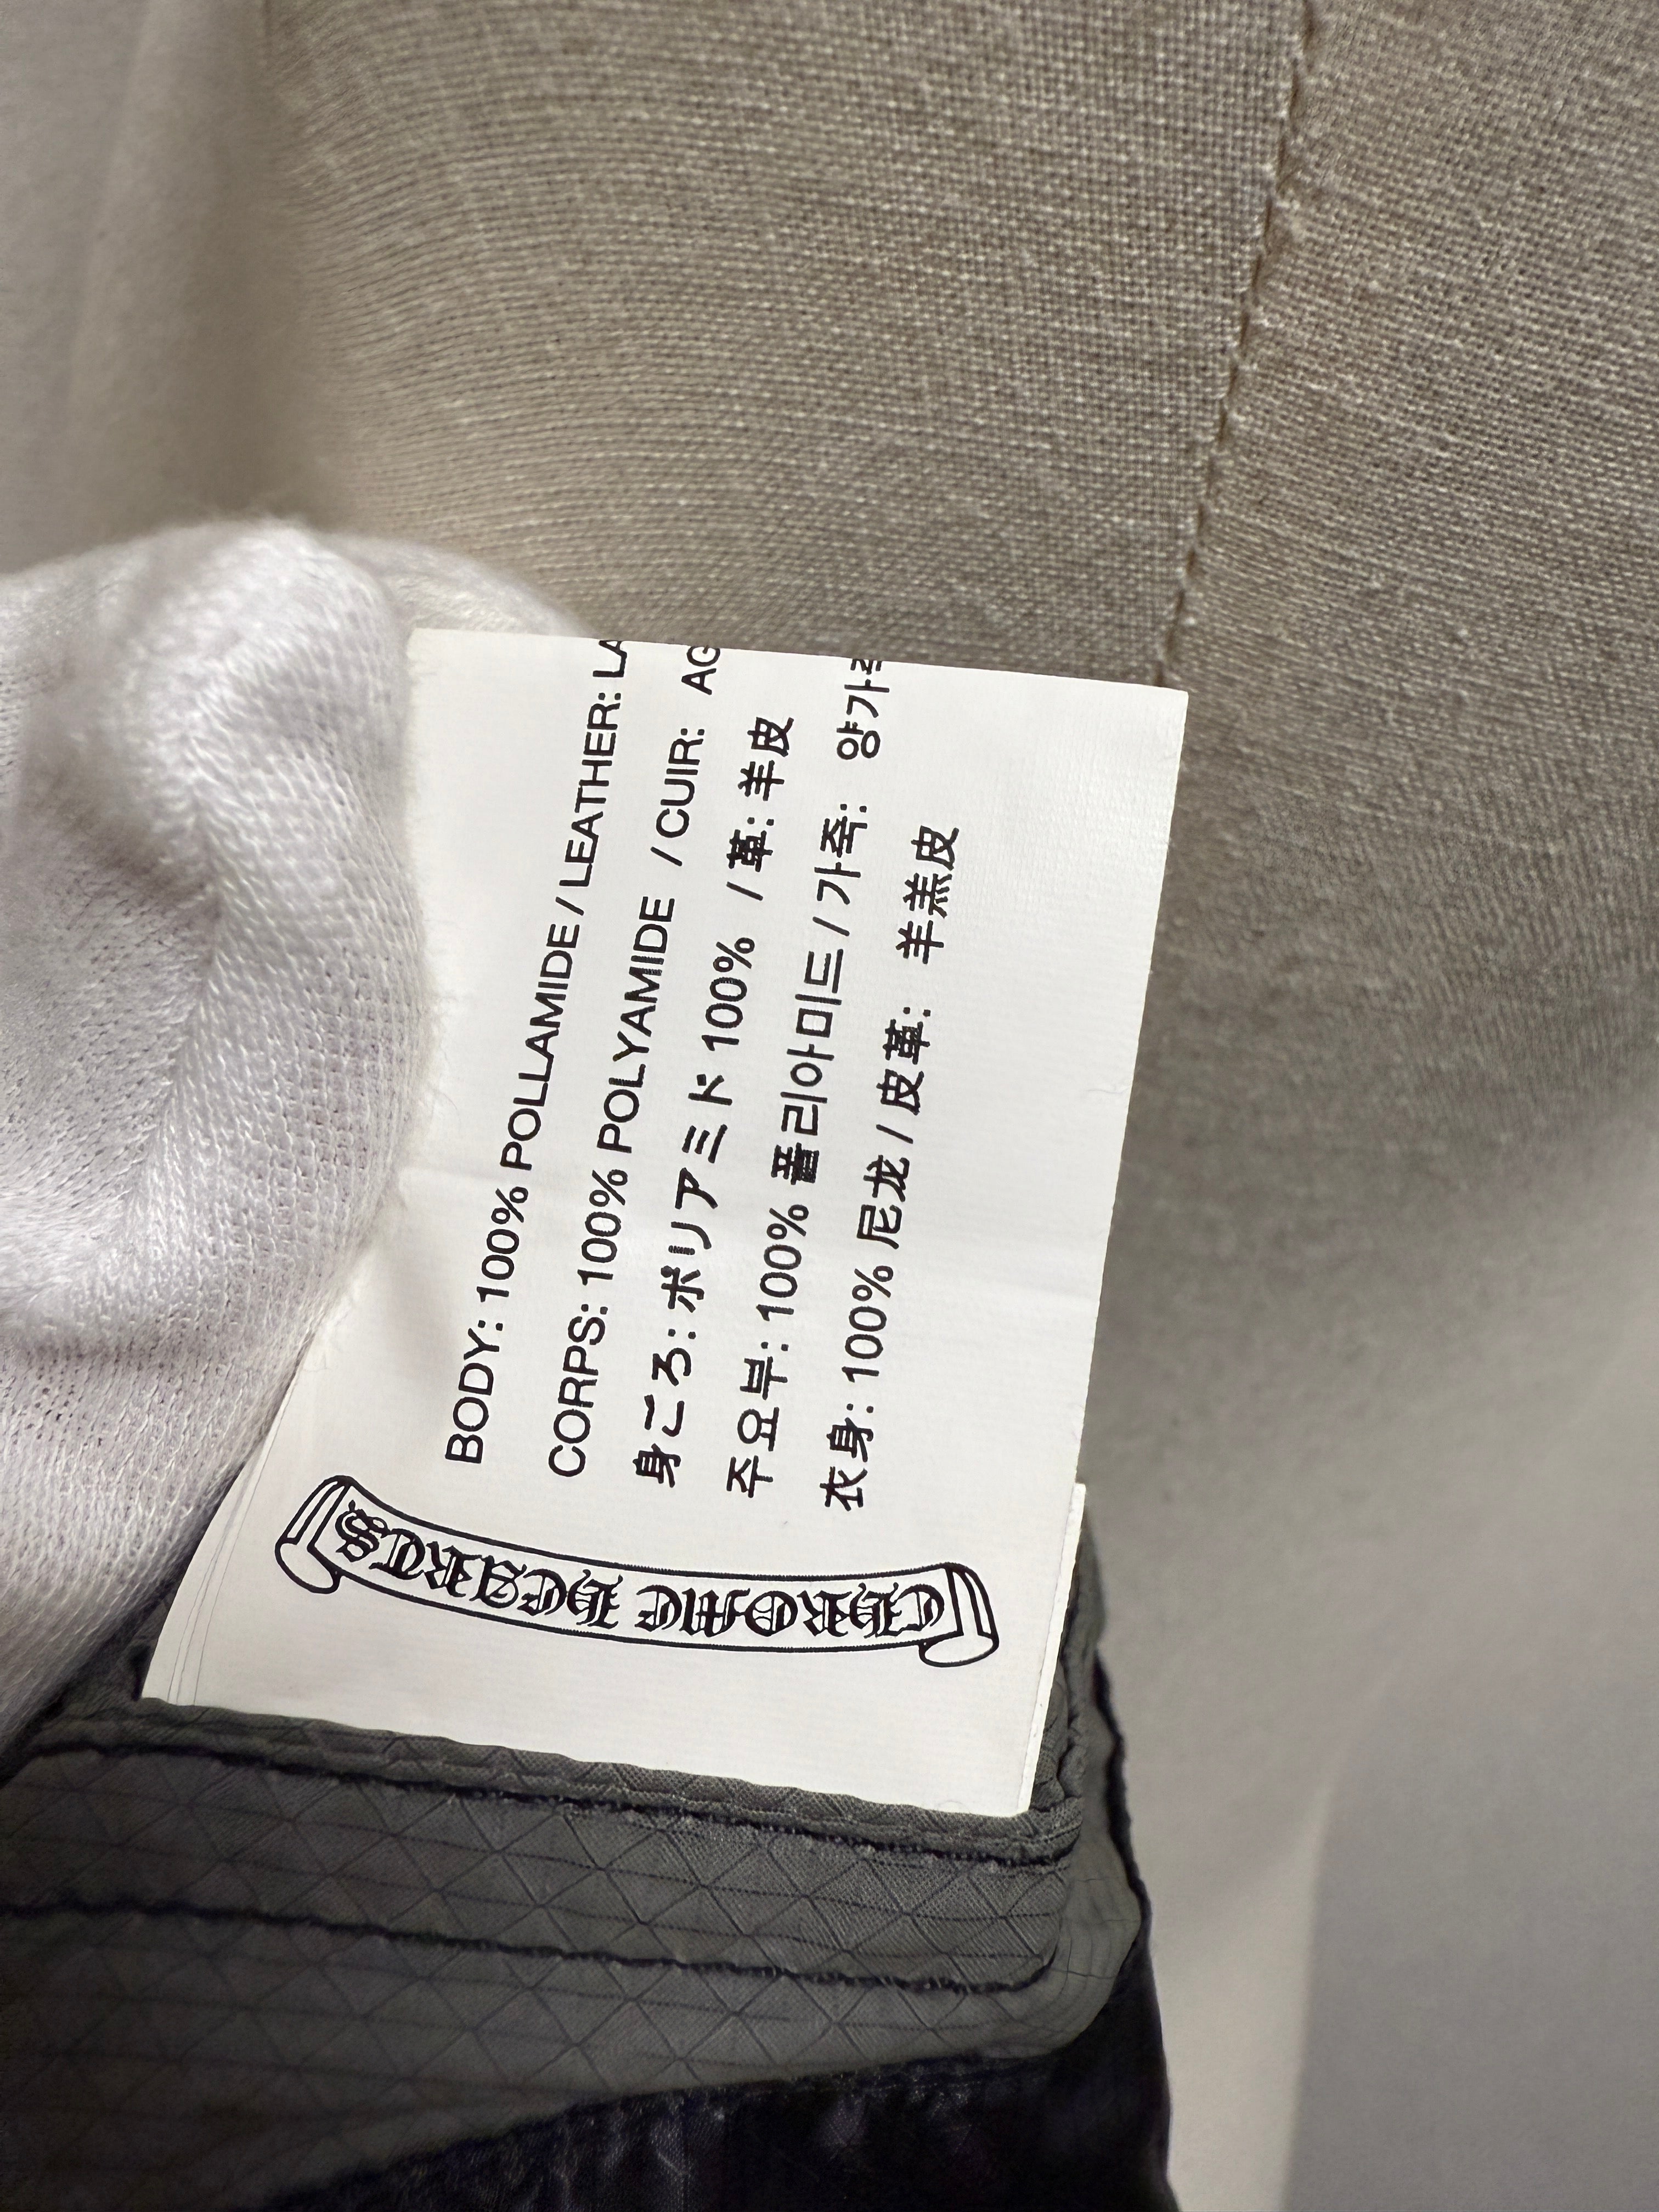 CHROME HEARTS
BODY: 100% POLLAMIDE / LEATHER: LA
CORPS: 100% POLYAMIDE / CUIR: AG
身ごろ: ポリアミド 100% / 革: 羊皮
주요부: 100% 폴리아미드 / 가죽: 양가죽
衣身: 100% 尼龙 / 皮革: 羊羔皮